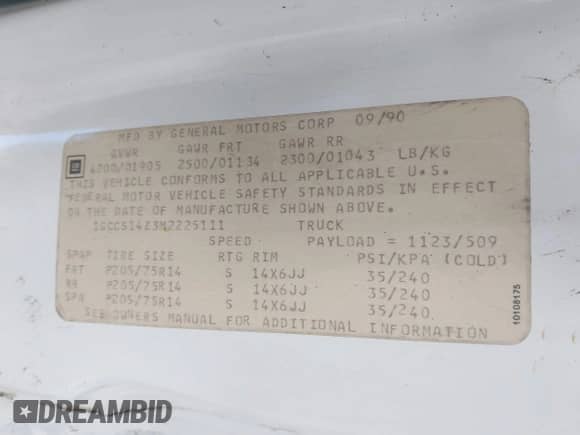 MFD BY GENERAL MOTORS CORP 09/90
GVWR GAWR FRT GAWR RR
GM 4200/01905 2500/01134 2300/01043 LB/KG
THIS VEHICLE CONFORMS TO ALL APPLICABLE U.S.
FEDERAL MOTOR VEHICLE SAFETY STANDARDS IN EFFECT
ON THE DATE OF MANUFACTURE SHOWN ABOVE.
1GCCS14Z3M2225111 TRUCK
SPEED PAYLOAD = 1123/509
TIRE SIZE RTG RIM PSI/KPA (COLD)
FRT P205/75R14 S 14X6JJ 35/240
RR P205/75R14 S 14X6JJ 35/240
SPA P205/75R14 S 14X6JJ 35/240
SEE OWNERS MANUAL FOR ADDITIONAL INFORMATION
10108175
DREAMBID